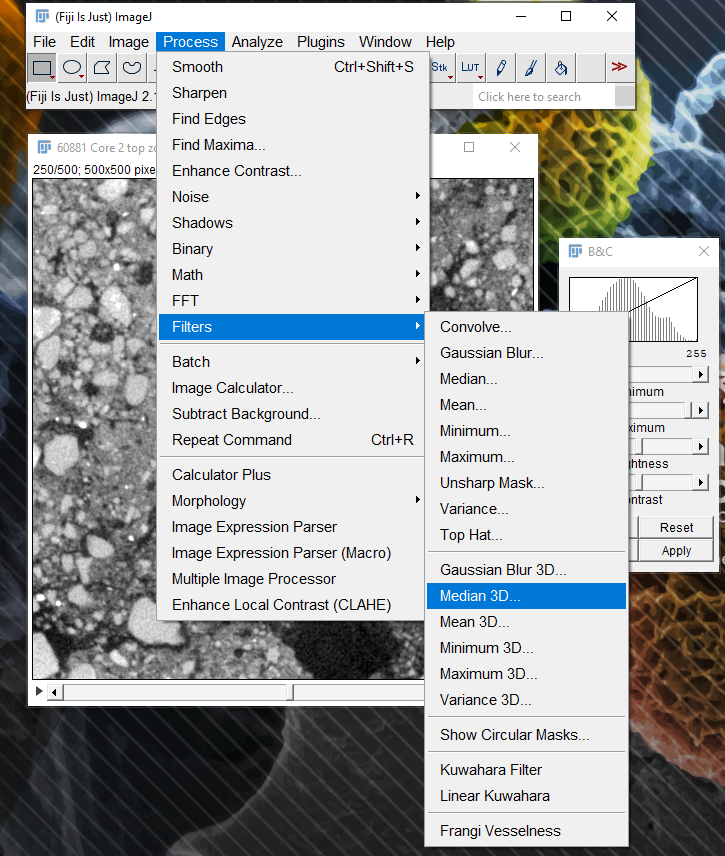 (Fiji Is Just) ImageJ
File Edit Image Process Analyze Plugins Window Help
Stk LUT >>
(Fiji Is Just) ImageJ 2.
Click here to search
Smooth Ctrl+Shift+S
Sharpen
Find Edges
Find Maxima...
Enhance Contrast...
Noise
Shadows
Binary
Math
FFT
Filters
Batch
Image Calculator...
Subtract Background...
Repeat Command Ctrl+R
Calculator Plus
Morphology
Image Expression Parser
Image Expression Parser (Macro)
Multiple Image Processor
Enhance Local Contrast (CLAHE)
60881 Core 2 top
250/500; 500x500 pixe
Convolve...
Gaussian Blur...
Median...
Mean...
Minimum...
Maximum...
Unsharp Mask...
Variance...
Top Hat...
Gaussian Blur 3D...
Median 3D...
Mean 3D...
Minimum 3D...
Maximum 3D...
Variance 3D...
Show Circular Masks...
Kuwahara Filter
Linear Kuwahara
Frangi Vesselness
B&C
255
nimum
ximum
ghtness
ontrast
Reset
Apply